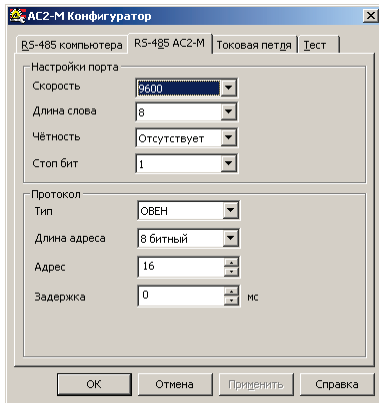 АС2-М Конфигуратор
RS-485 компьютера RS-485 АС2-М Токовая петля Тест
Настройки порта
Скорость 9600
Длина слова 8
Чётность Отсутствует
Стоп бит 1
Протокол
Тип ОВЕН
Длина адреса 8 битный
Адрес 16
Задержка 0 мс
ОК Отмена Применить Справка